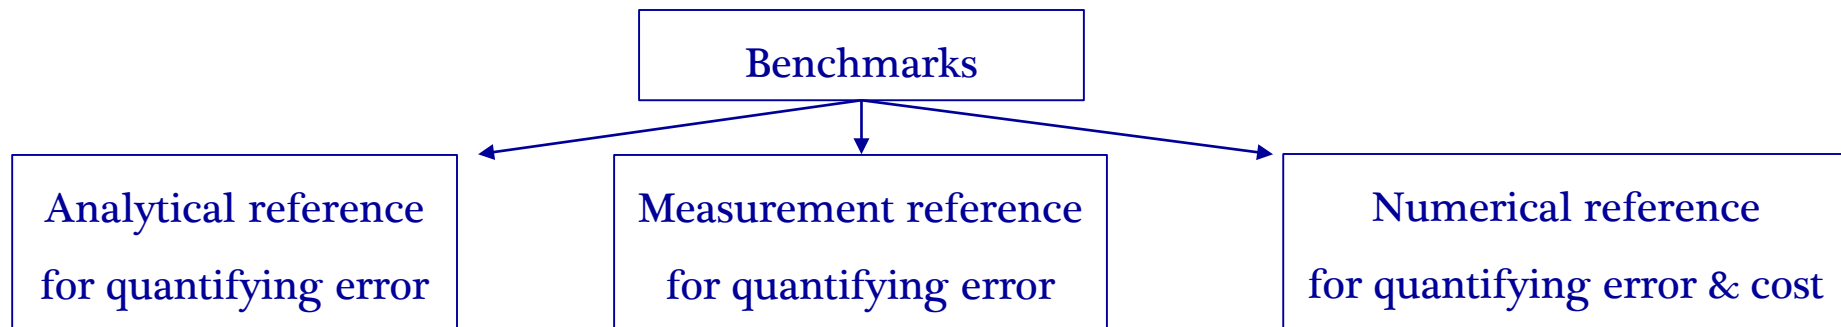 Benchmarks
Analytical reference
for quantifying error
Measurement reference
for quantifying error
Numerical reference
for quantifying error & cost